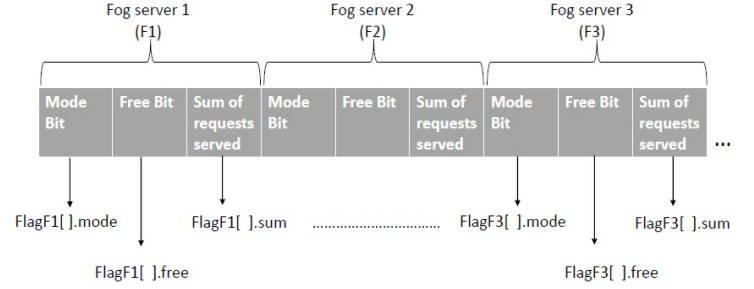 Fog server 1
(F1)
Fog server 2
(F2)
Fog server 3
(F3)
Mode
Bit
Free Bit
Sum of
requests
served
Mode
Bit
Free Bit
Sum of
requests
served
Mode
Bit
Free Bit
Sum of
requests
served
...
FlagF1[ ].mode
FlagF1[ ].sum
................................
FlagF3[ ].mode
FlagF3[ ].sum
FlagF1[ ].free
FlagF3[ ].free